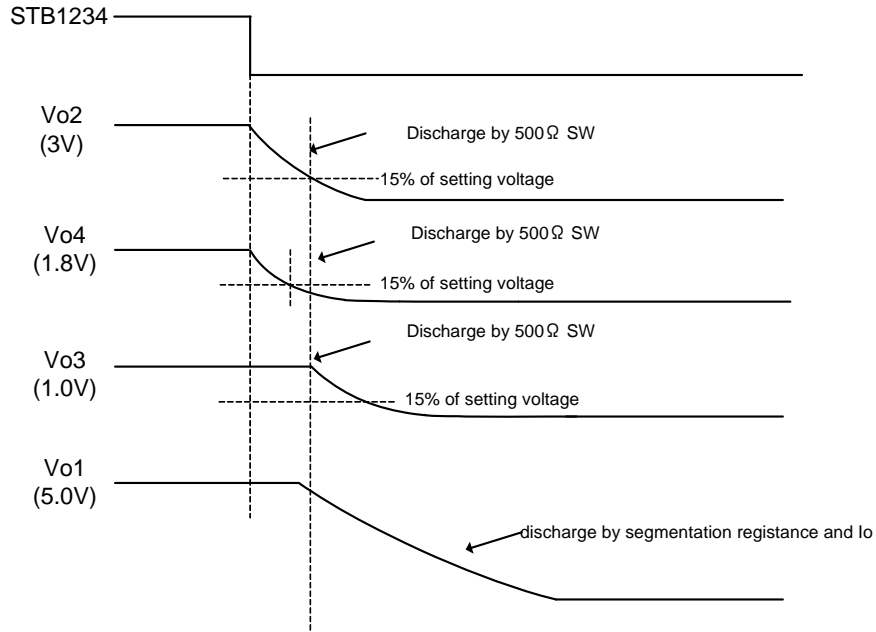 STB1234
Vo2
(3V)
Discharge by 500Ω SW
15% of setting voltage
Vo4
(1.8V)
Discharge by 500Ω SW
15% of setting voltage
Vo3
(1.0V)
Discharge by 500Ω SW
15% of setting voltage
Vo1
(5.0V)
discharge by segmentation registance and Io